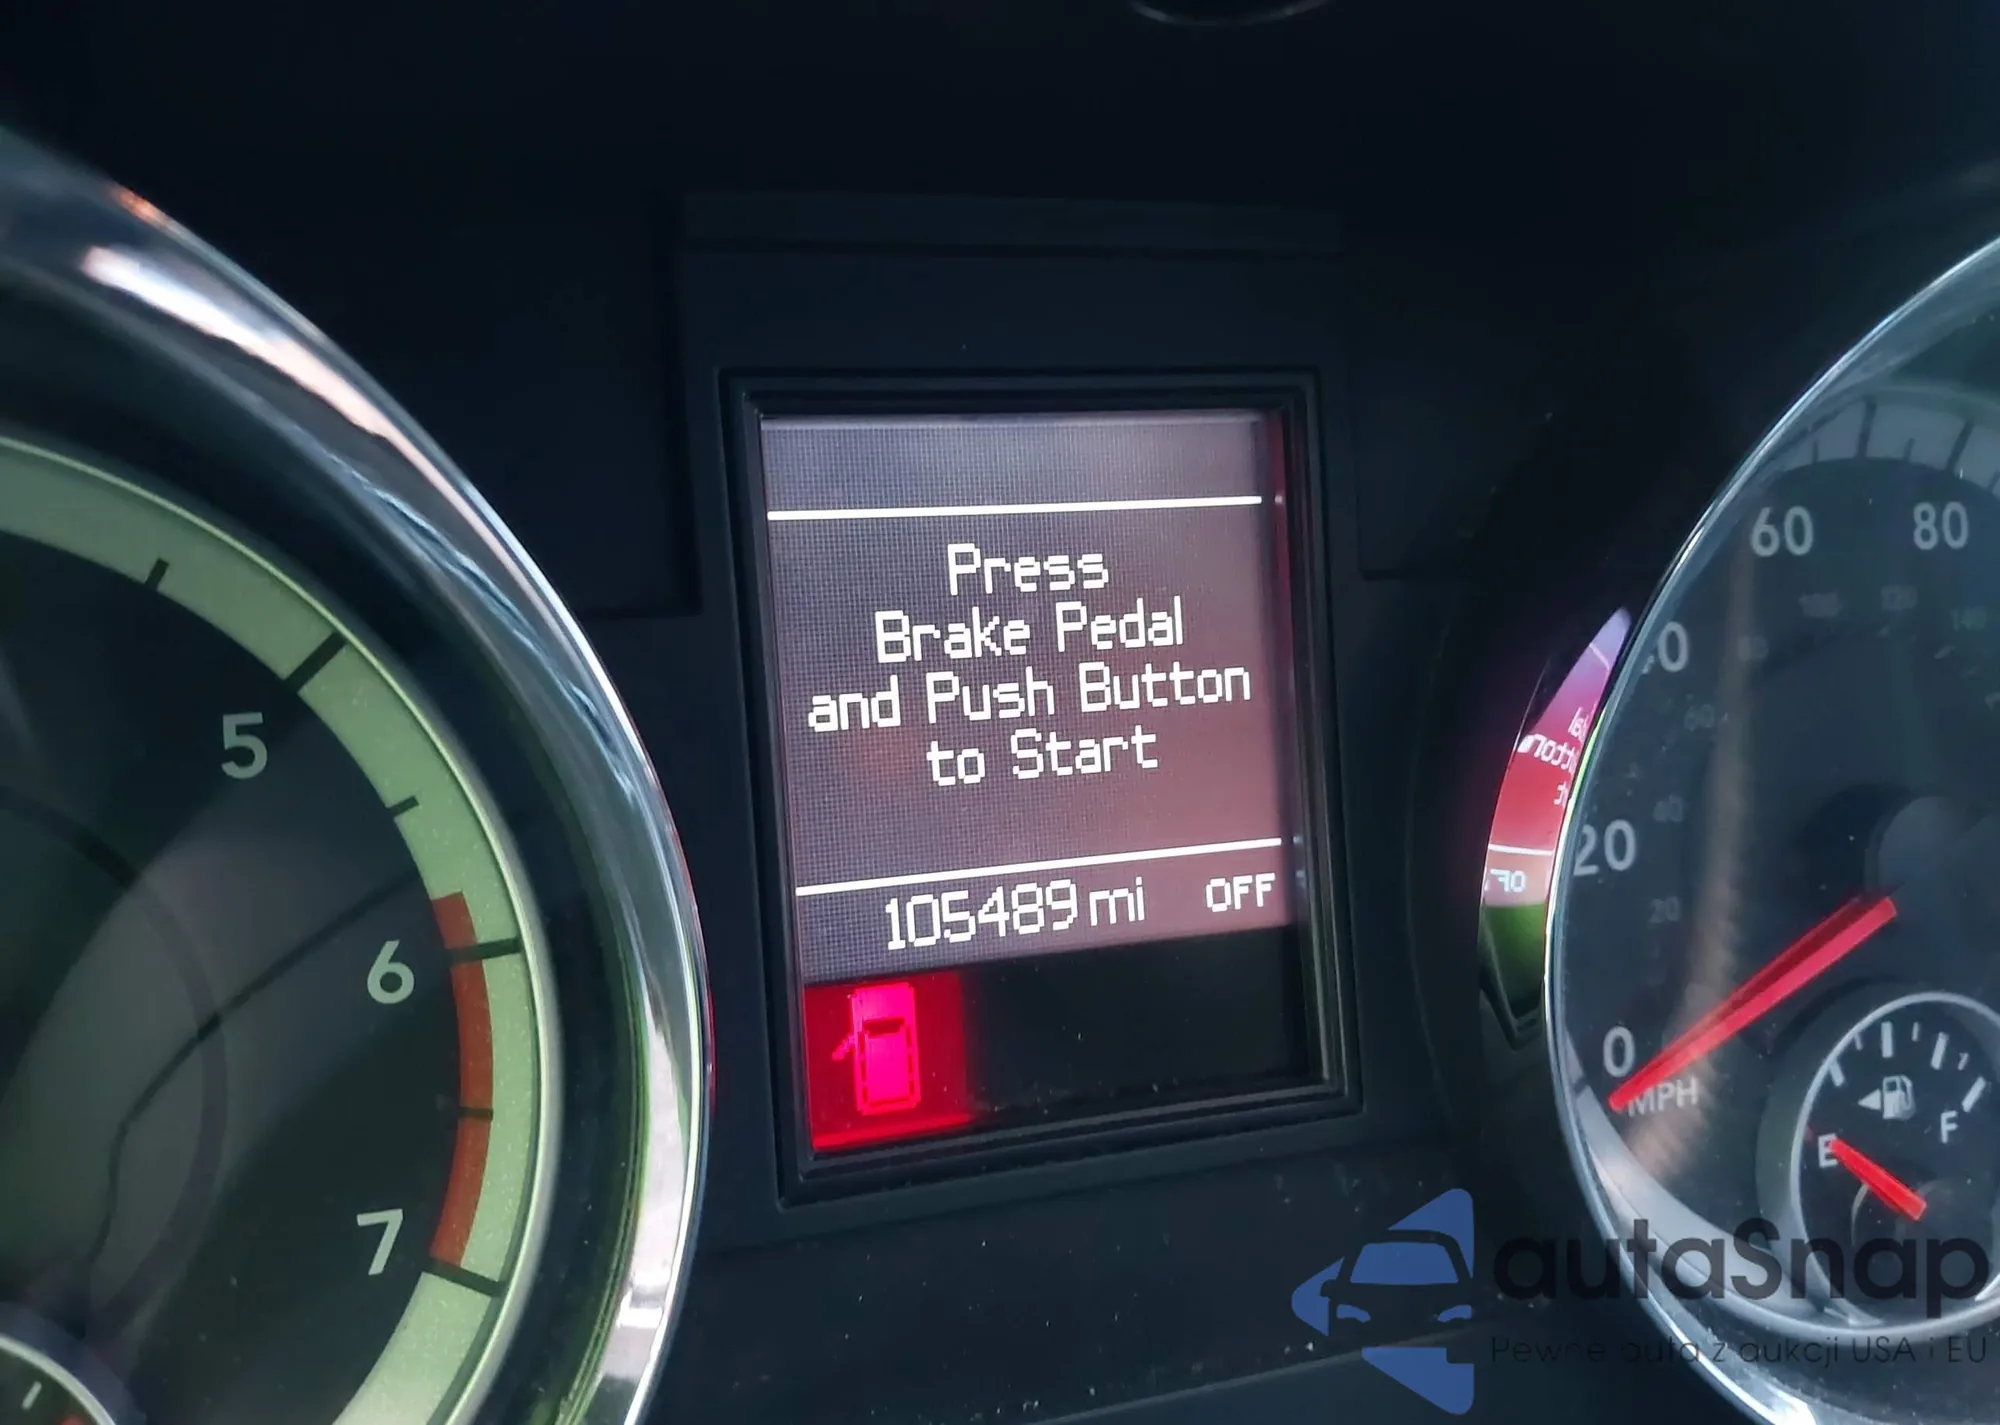 Press
Brake Pedal
and Push Button
to Start
105489 mi OFF
5
6
7
60
80
20
0
MPH
E
F
autaSnap
Pewne auta z aukcji USA i EU